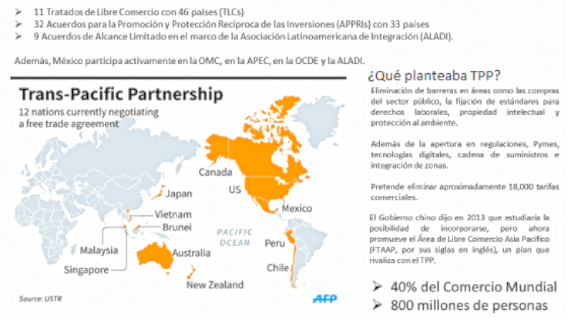 ➢ 11 Tratados de Libre Comercio con 46 países (TLCs)
➢ 32 Acuerdos para la Promoción y Protección Recíproca de las Inversiones (APPRIs) con 33 países
➢ 9 Acuerdos de Alcance Limitado en el marco de la Asociación Latinoamericana de Integración (ALADI).
Además, México participa activamente en la OMC, en la APEC, en la OCDE y la ALADI.
Trans-Pacific Partnership
12 nations currently negotiating
a free trade agreement
Canada
US
Mexico
Japan
Vietnam
Brunei
PACIFIC
OCEAN
Peru
Malaysia
Australia
Singapore
Chile
New Zealand
Source: USTR
AFP
¿Qué planteaba TPP?
Eliminación de barreras en áreas como las compras
del sector público, la fijación de estándares para
derechos laborales, propiedad intelectual y
protección al ambiente.
Además de la apertura en regulaciones, Pymes,
tecnologías digitales, cadena de suministros e
integración de zonas.
Pretende eliminar aproximadamente 18,000 tarifas
comerciales.
El Gobierno chino dijo en 2013 que estudiaría la
posibilidad de incorporarse, pero ahora
promueve el Área de Libre Comercio Asia Pacífico
(FTAAP, por sus siglas en inglés), un plan que
rivaliza con el TPP.
➢ 40% del Comercio Mundial
➢ 800 millones de personas